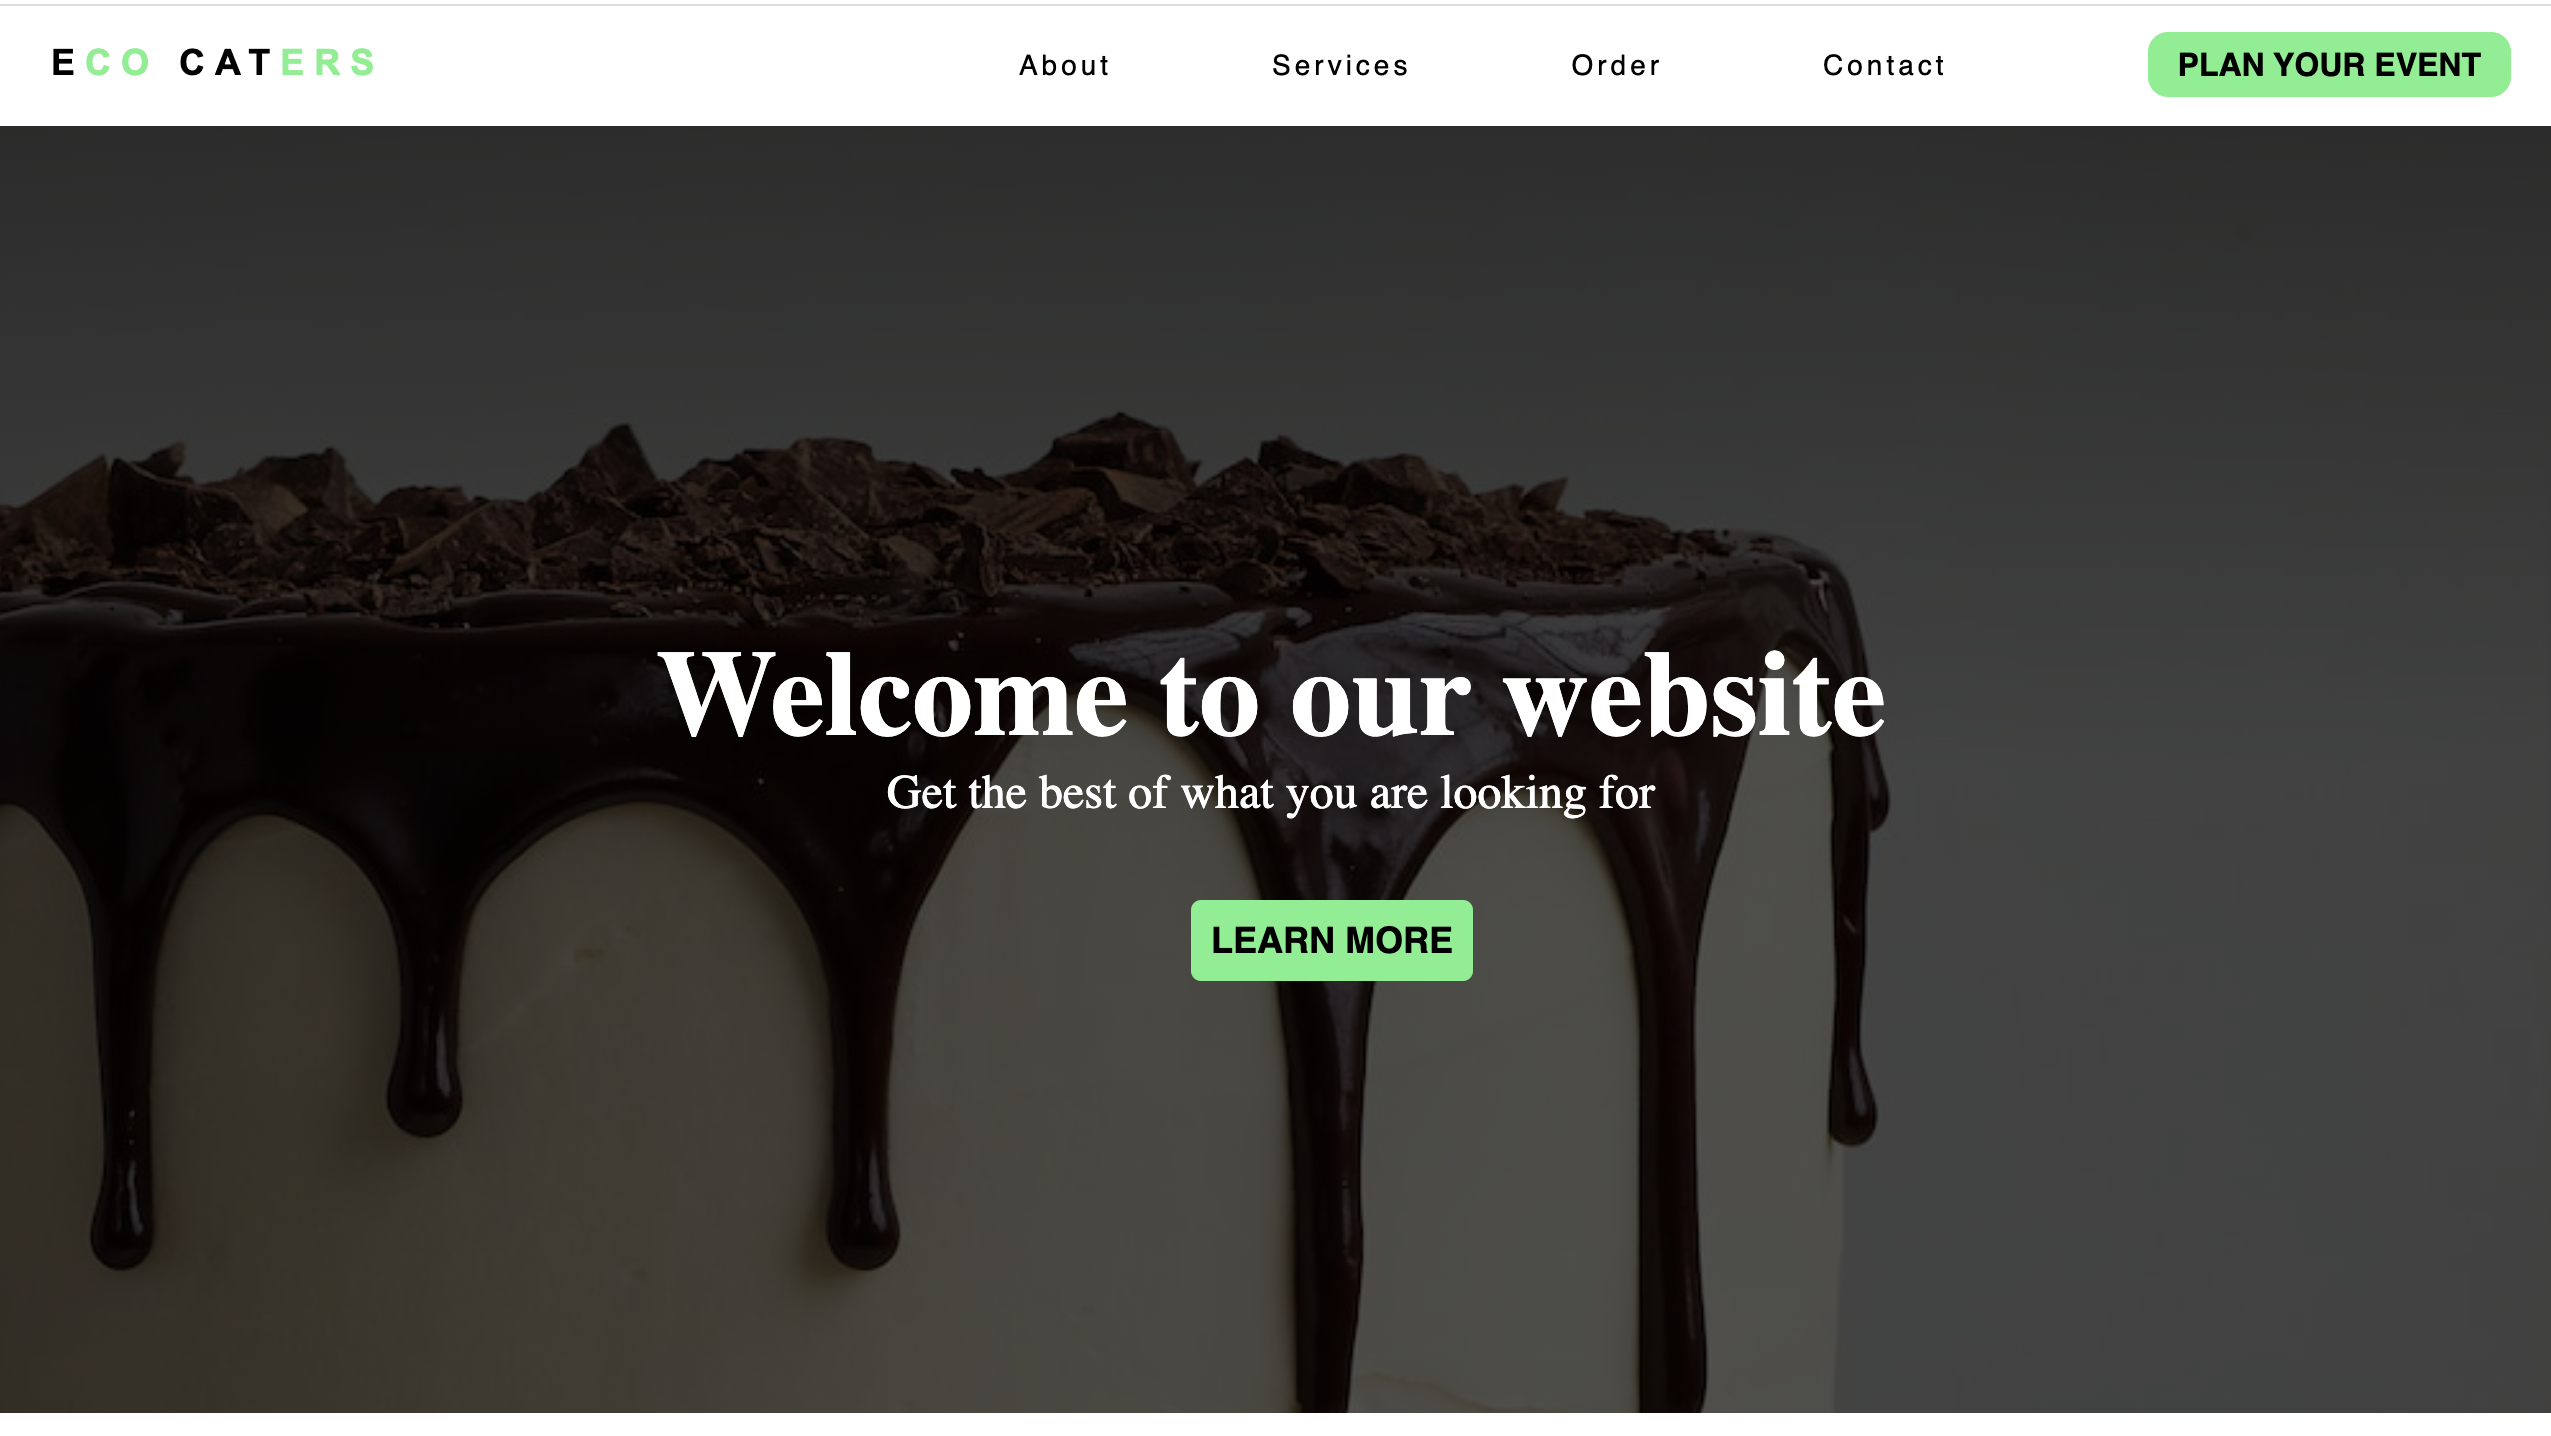 ECO CATERS
About
Services
Order
Contact
PLAN YOUR EVENT
Welcome to our website
Get the best of what you are looking for
LEARN MORE